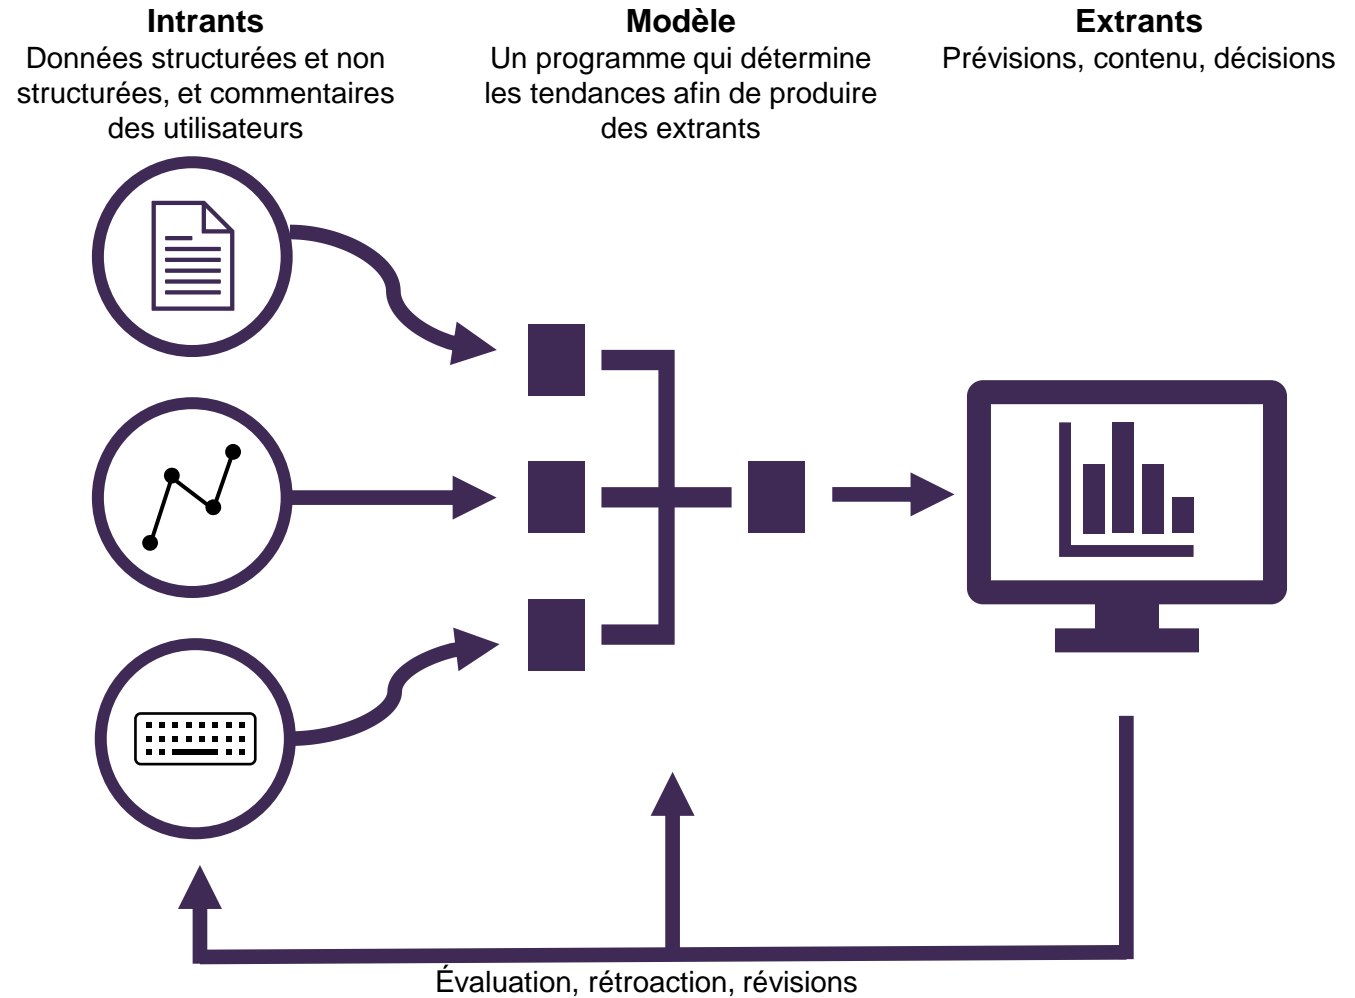 Intrants
Données structurées et non
structurées, et commentaires
des utilisateurs
Modèle
Un programme qui détermine
les tendances afin de produire
des extrants
Extrants
Prévisions, contenu, décisions
Évaluation, rétroaction, révisions